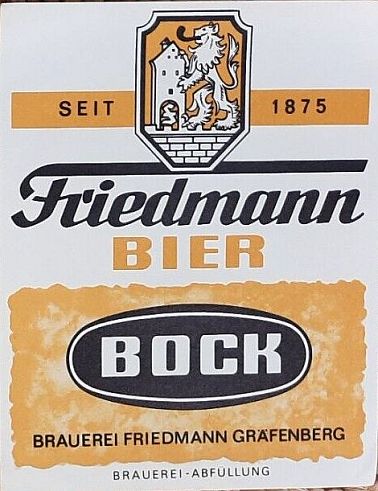 SEIT 1875
Friedmann
BIER
BOCK
BRAUEREI FRIEDMANN GRÄFENBERG
BRAUEREI-ABFÜLLUNG